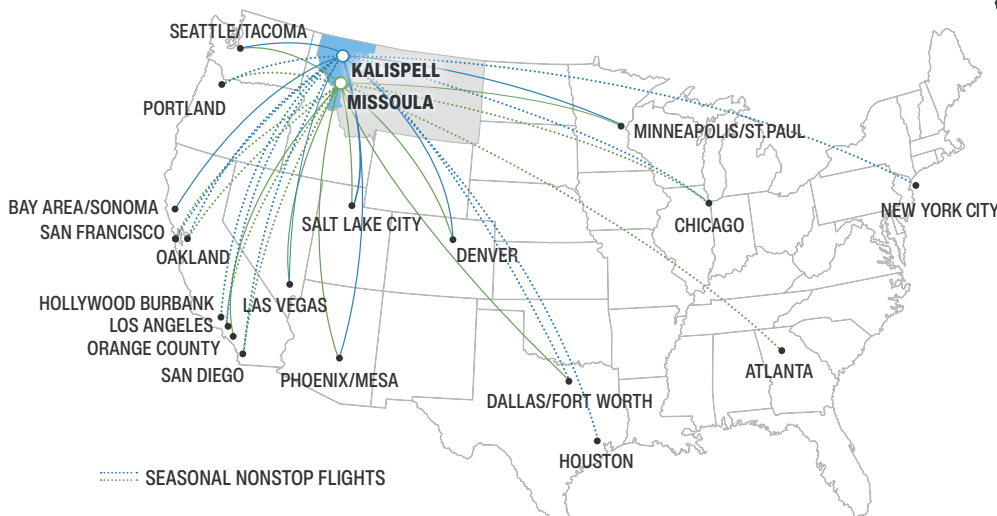 SEATTLE/TACOMA
KALISPELL
MISSOULA
PORTLAND
MINNEAPOLIS/ST.PAUL
BAY AREA/SONOMA
NEW YORK CITY
SALT LAKE CITY
CHICAGO
SAN FRANCISCO
OAKLAND
DENVER
HOLLYWOOD BURBANK
LAS VEGAS
LOS ANGELES
ORANGE COUNTY
SAN DIEGO
PHOENIX/MESA
ATLANTA
DALLAS/FORT WORTH
HOUSTON
SEASONAL NONSTOP FLIGHTS